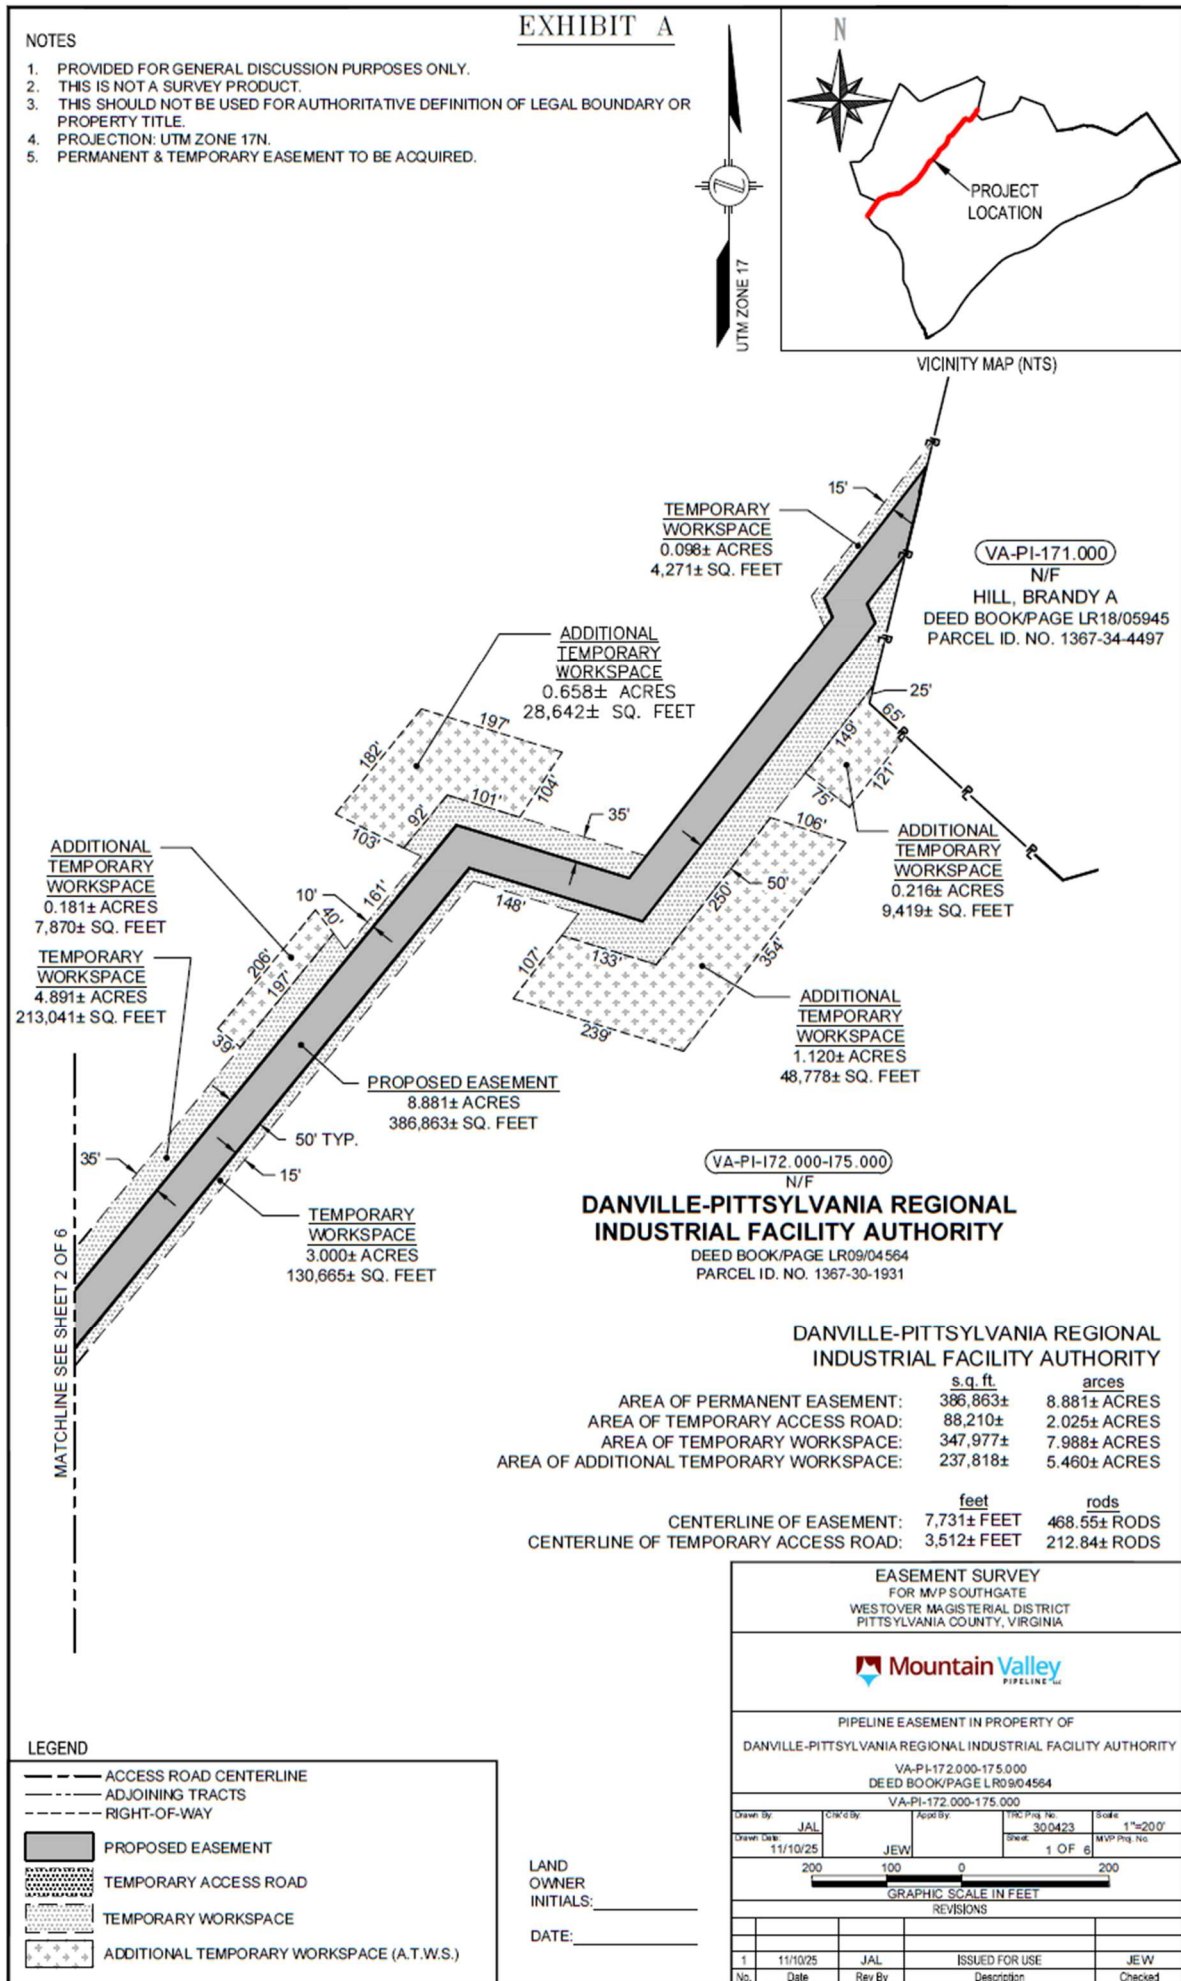 EXHIBIT A
NOTES
1. PROVIDED FOR GENERAL DISCUSSION PURPOSES ONLY.
2. THIS IS NOT A SURVEY PRODUCT.
3. THIS SHOULD NOT BE USED FOR AUTHORITATIVE DEFINITION OF LEGAL BOUNDARY OR
PROPERTY TITLE.
4. PROJECTION: UTM ZONE 17N.
5. PERMANENT & TEMPORARY EASEMENT TO BE ACQUIRED.
UTM ZONE 17
N
PROJECT
LOCATION
VICINITY MAP (NTS)
15'
TEMPORARY
WORKSPACE
0.098± ACRES
4,271± SQ. FEET
VA-PI-171.000
N/F
HILL, BRANDY A
DEED BOOK/PAGE LR18/05945
PARCEL ID. NO. 1367-34-4497
ADDITIONAL
TEMPORARY
WORKSPACE
0.658± ACRES
28,642± SQ. FEET
25'
65'
149'
121'
75'
197'
182'
104'
101'
92'
103'
35'
106'
ADDITIONAL
TEMPORARY
WORKSPACE
0.216± ACRES
9,419± SQ. FEET
ADDITIONAL
TEMPORARY
WORKSPACE
0.181± ACRES
7,870± SQ. FEET
10'
161'
40'
206'
197'
39'
148'
50'
250'
107'
133'
354'
239'
TEMPORARY
WORKSPACE
4.891± ACRES
213,041± SQ. FEET
ADDITIONAL
TEMPORARY
WORKSPACE
1.120± ACRES
48,778± SQ. FEET
PROPOSED EASEMENT
8.881± ACRES
386,863± SQ. FEET
50' TYP.
35'
15'
TEMPORARY
WORKSPACE
3.000± ACRES
130,665± SQ. FEET
MATCHLINE SEE SHEET 2 OF 6
VA-PI-172.000-175.000
N/F
DANVILLE-PITTSYLVANIA REGIONAL
INDUSTRIAL FACILITY AUTHORITY
DEED BOOK/PAGE LR09/04564
PARCEL ID. NO. 1367-30-1931
DANVILLE-PITTSYLVANIA REGIONAL
INDUSTRIAL FACILITY AUTHORITY
s.q. ft. arces
AREA OF PERMANENT EASEMENT: 386,863± 8.881± ACRES
AREA OF TEMPORARY ACCESS ROAD: 88,210± 2.025± ACRES
AREA OF TEMPORARY WORKSPACE: 347,977± 7.988± ACRES
AREA OF ADDITIONAL TEMPORARY WORKSPACE: 237,818± 5.460± ACRES
feet rods
CENTERLINE OF EASEMENT: 7,731± FEET 468.55± RODS
CENTERLINE OF TEMPORARY ACCESS ROAD: 3,512± FEET 212.84± RODS
EASEMENT SURVEY
FOR MVP SOUTHGATE
WESTOVER MAGISTERIAL DISTRICT
PITTSYLVANIA COUNTY, VIRGINIA
Mountain Valley
PIPELINE LLC
PIPELINE EASEMENT IN PROPERTY OF
DANVILLE-PITTSYLVANIA REGIONAL INDUSTRIAL FACILITY AUTHORITY
VA-PI-172.000-175.000
DEED BOOK/PAGE LR09/04564
VA-PI-172.000-175.000
Drawn By: JAL Chk'd By: Appd By: TRC Proj. No. 300423 Scale: 1"=200'
Drawn Date: 11/10/25 JEW Sheet: 1 OF 6 MVP Proj. No.
200 100 0 200
GRAPHIC SCALE IN FEET
REVISIONS
1 11/10/25 JAL ISSUED FOR USE JEW
No. Date Rev By Description Checked
LEGEND
ACCESS ROAD CENTERLINE
ADJOINING TRACTS
RIGHT-OF-WAY
PROPOSED EASEMENT
TEMPORARY ACCESS ROAD
TEMPORARY WORKSPACE
ADDITIONAL TEMPORARY WORKSPACE (A.T.W.S.)
LAND
OWNER
INITIALS:
DATE: